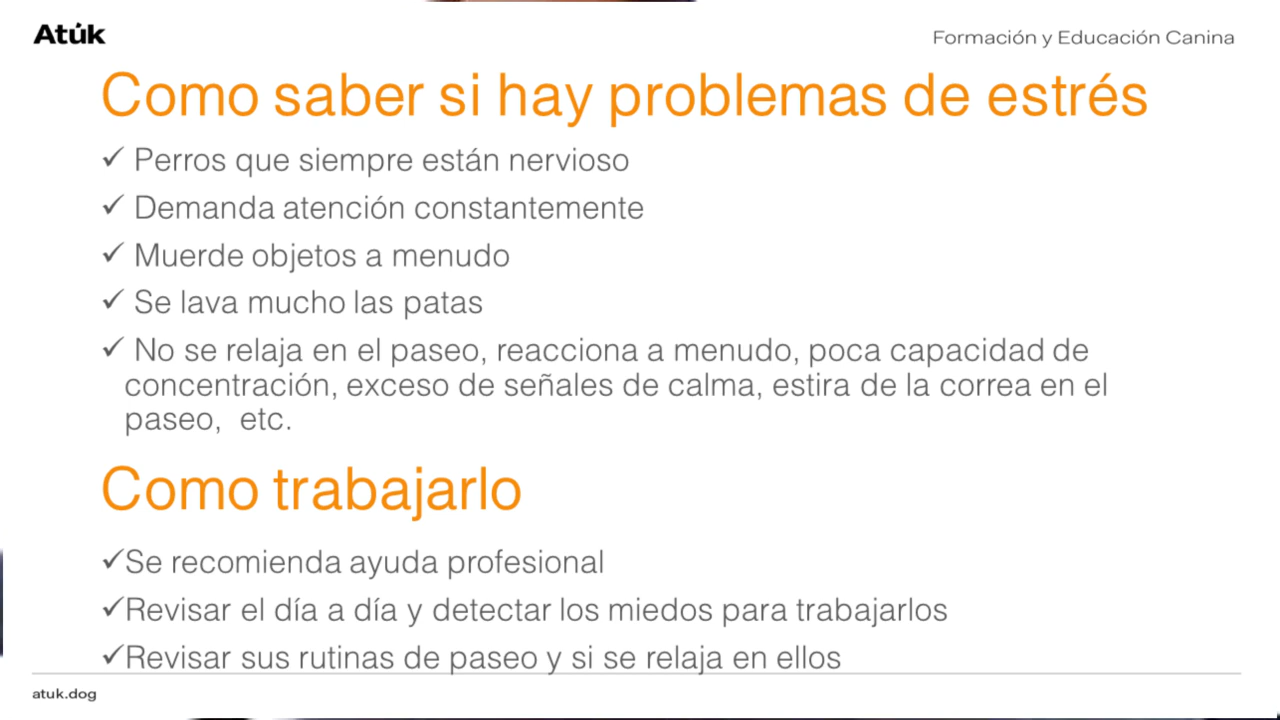 Atúk
Formación y Educación Canina
Como saber si hay problemas de estrés
✓ Perros que siempre están nervioso
✓ Demanda atención constantemente
✓ Muerde objetos a menudo
✓ Se lava mucho las patas
✓ No se relaja en el paseo, reacciona a menudo, poca capacidad de
concentración, exceso de señales de calma, estira de la correa en el
paseo, etc.
Como trabajarlo
✓Se recomienda ayuda profesional
✓Revisar el día a día y detectar los miedos para trabajarlos
✓Revisar sus rutinas de paseo y si se relaja en ellos
atuk.dog